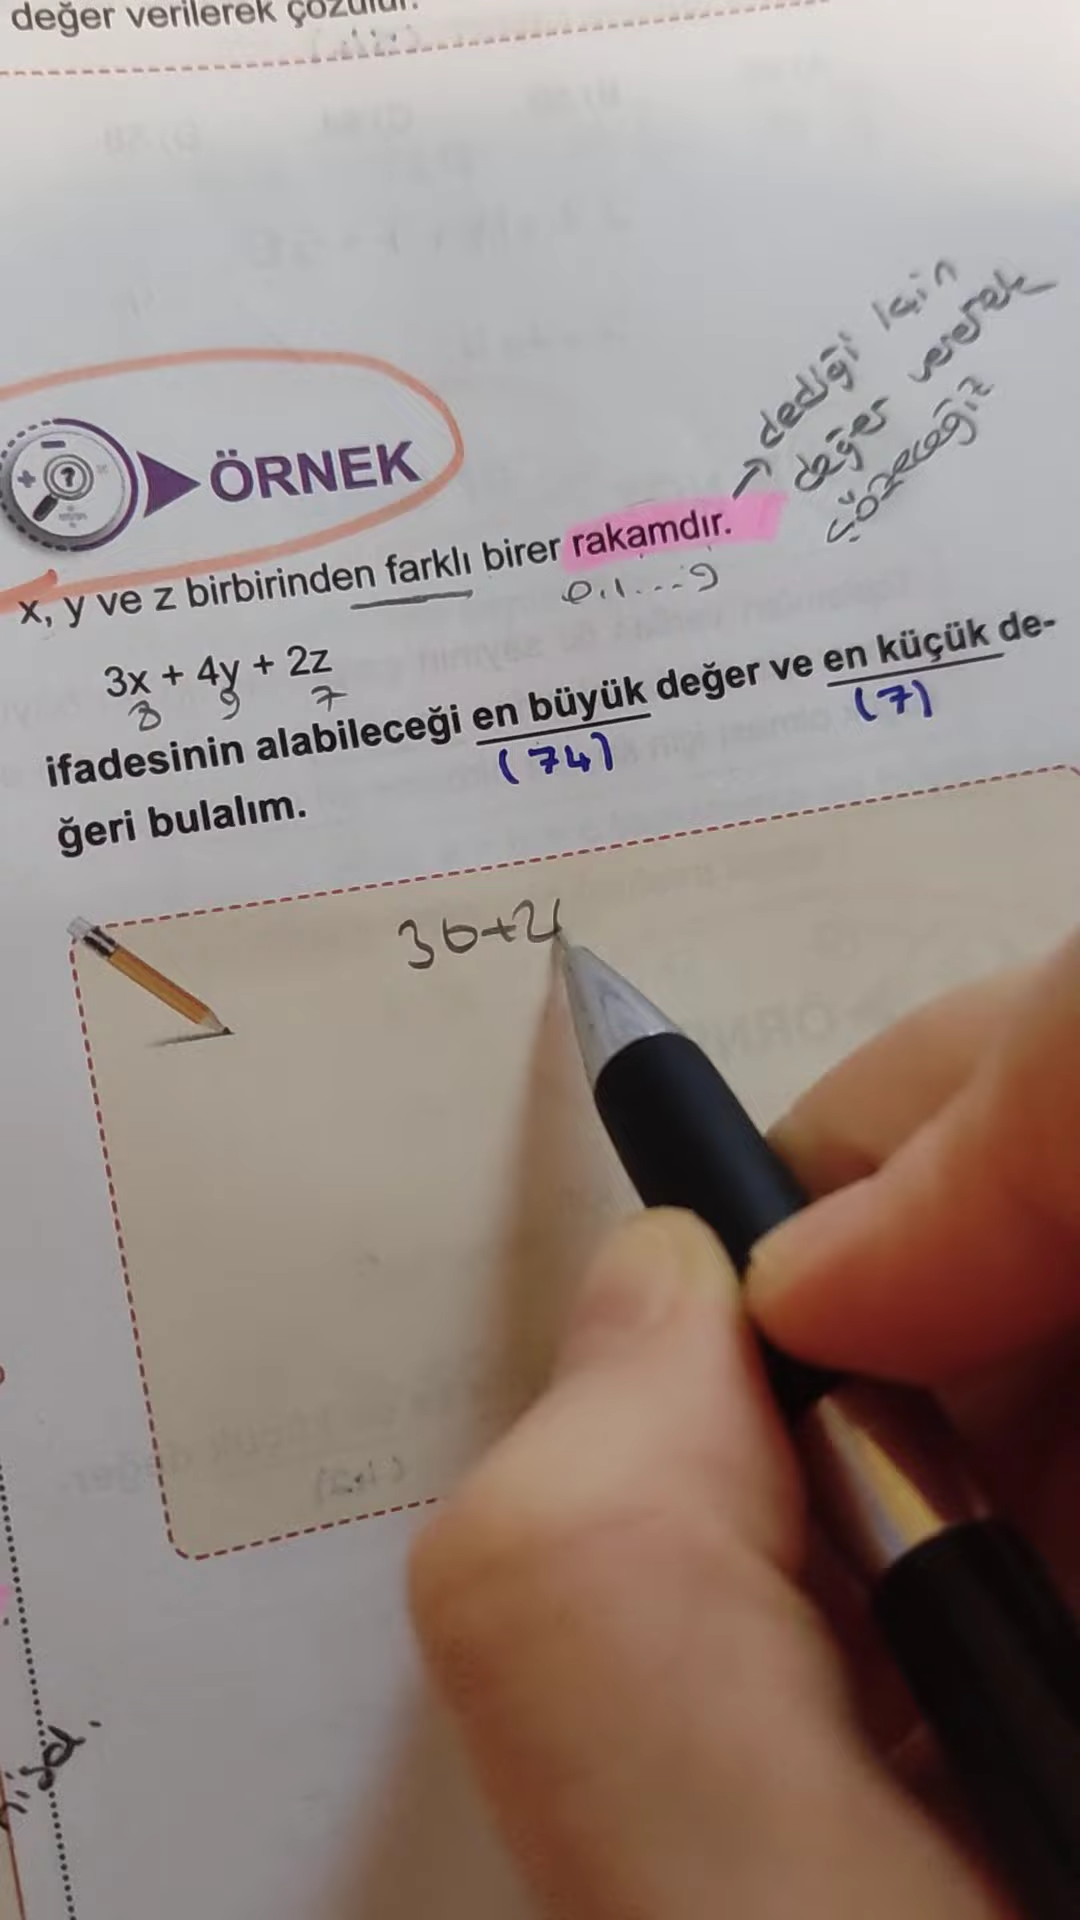 değer verilerek çözülür.
ÖRNEK
x, y ve z birbirinden farklı birer rakamdır.
→ dediği için
değer vererek
çözeceğiz
0,1...9
3x + 4y + 2z
8 9 7
ifadesinin alabileceği en büyük değer ve en küçük de-
(74) (7)
ğeri bulalım.
36+2